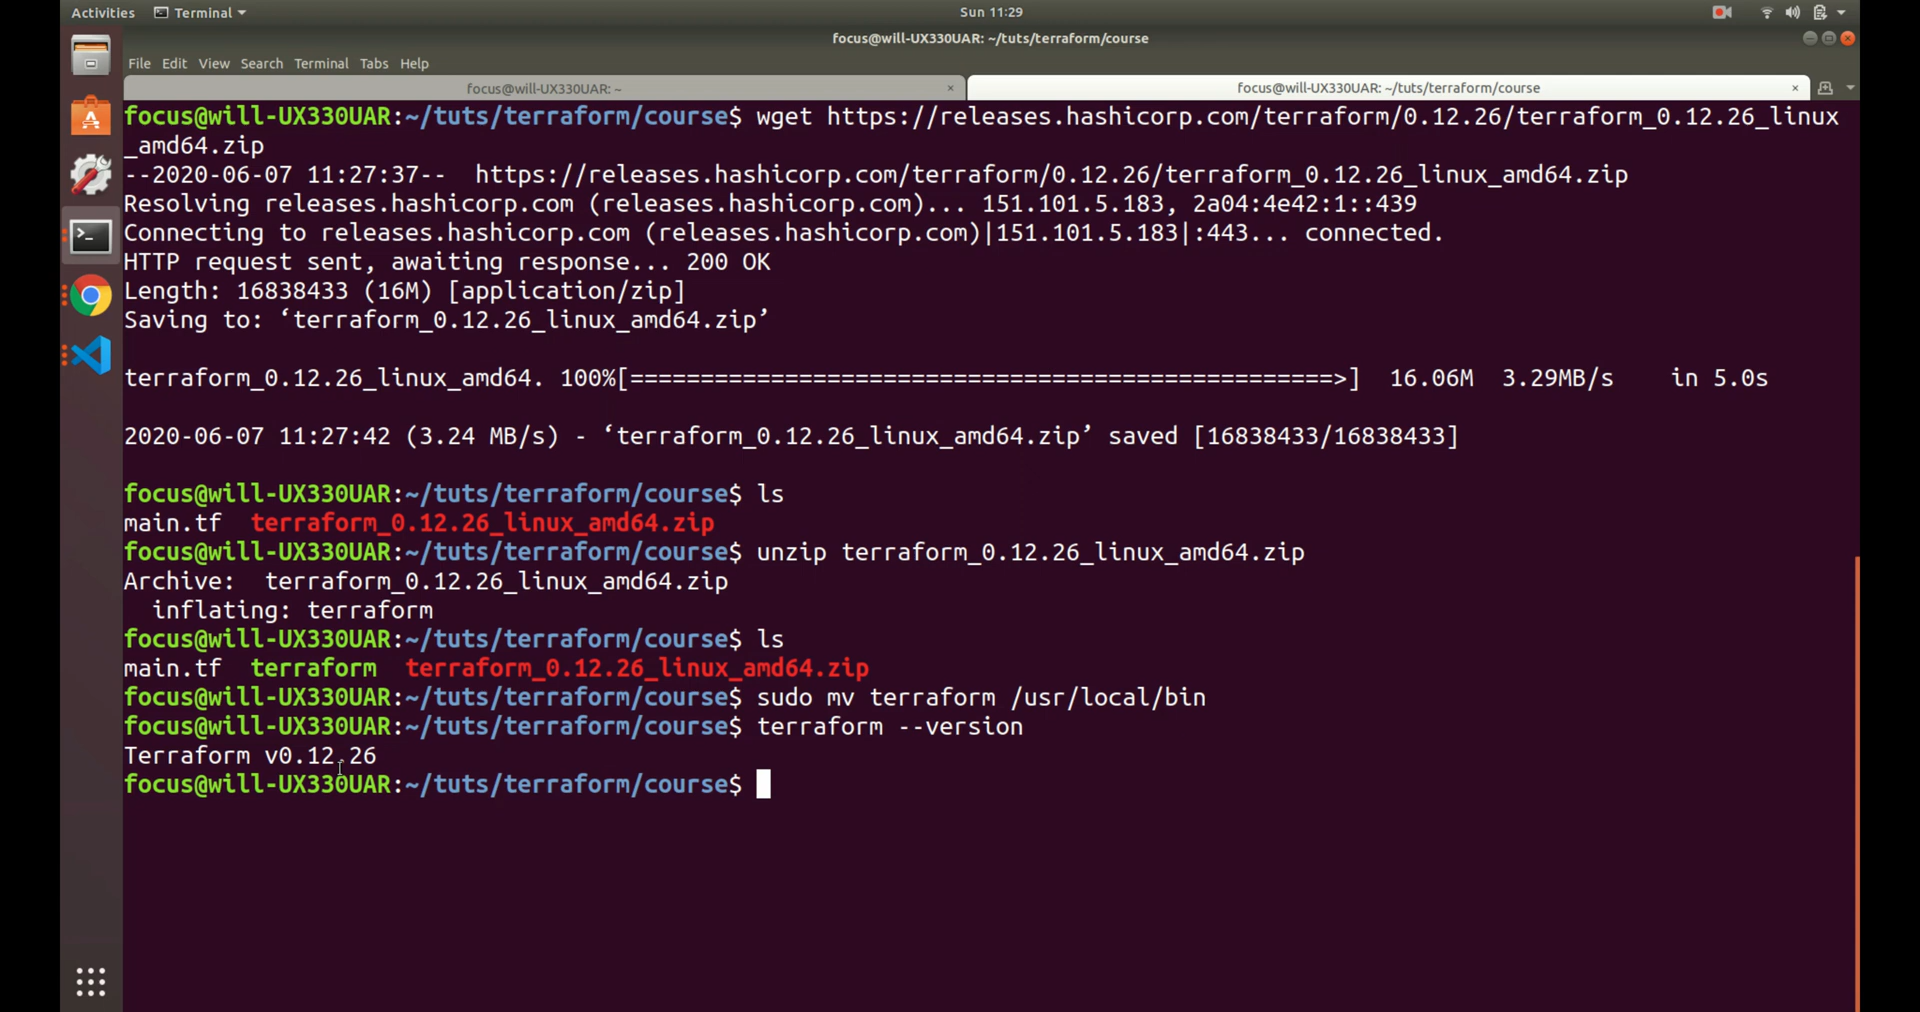 Activities Terminal Sun 11:29
focus@will-UX330UAR: ~/tuts/terraform/course
File Edit View Search Terminal Tabs Help
focus@will-UX330UAR: ~ × focus@will-UX330UAR: ~/tuts/terraform/course ×
focus@will-UX330UAR:~/tuts/terraform/course$ wget https://releases.hashicorp.com/terraform/0.12.26/terraform_0.12.26_linux
_amd64.zip
--2020-06-07 11:27:37--  https://releases.hashicorp.com/terraform/0.12.26/terraform_0.12.26_linux_amd64.zip
Resolving releases.hashicorp.com (releases.hashicorp.com)... 151.101.5.183, 2a04:4e42:1::439
Connecting to releases.hashicorp.com (releases.hashicorp.com)|151.101.5.183|:443... connected.
HTTP request sent, awaiting response... 200 OK
Length: 16838433 (16M) [application/zip]
Saving to: ‘terraform_0.12.26_linux_amd64.zip’
terraform_0.12.26_linux_amd64. 100%[==================================================>]  16.06M  3.29MB/s    in 5.0s
2020-06-07 11:27:42 (3.24 MB/s) - ‘terraform_0.12.26_linux_amd64.zip’ saved [16838433/16838433]
focus@will-UX330UAR:~/tuts/terraform/course$ ls
main.tf  terraform_0.12.26_linux_amd64.zip
focus@will-UX330UAR:~/tuts/terraform/course$ unzip terraform_0.12.26_linux_amd64.zip
Archive:  terraform_0.12.26_linux_amd64.zip
  inflating: terraform
focus@will-UX330UAR:~/tuts/terraform/course$ ls
main.tf  terraform  terraform_0.12.26_linux_amd64.zip
focus@will-UX330UAR:~/tuts/terraform/course$ sudo mv terraform /usr/local/bin
focus@will-UX330UAR:~/tuts/terraform/course$ terraform --version
Terraform v0.12.26
focus@will-UX330UAR:~/tuts/terraform/course$